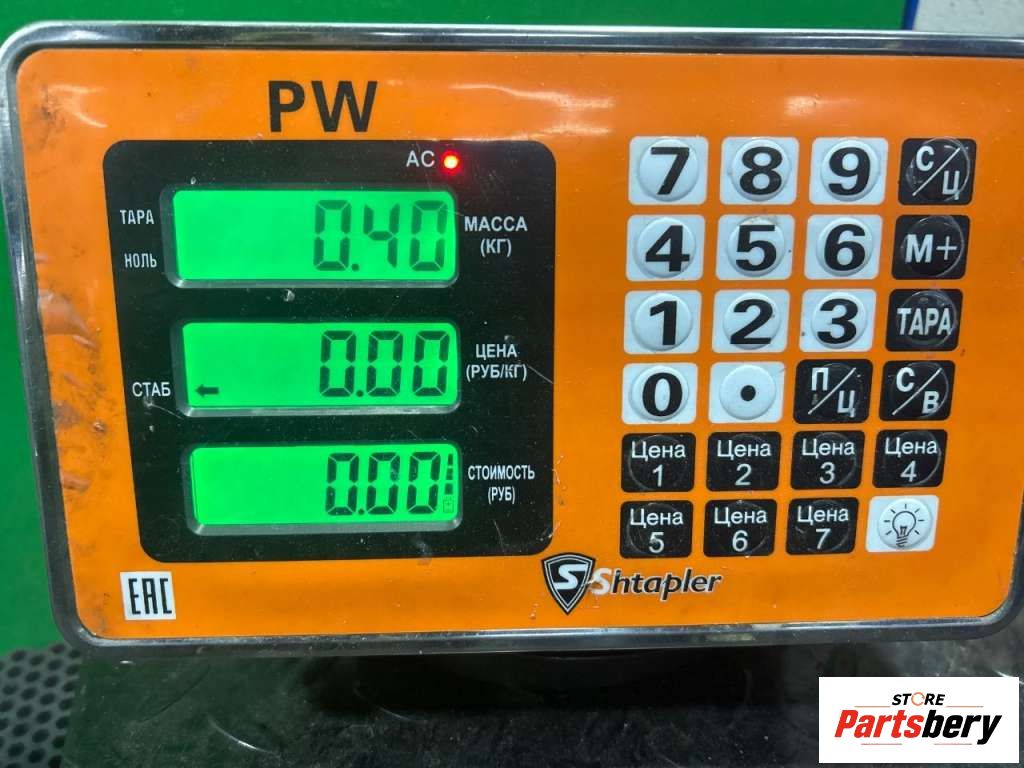 PW
AC
ТАРА
НОЛЬ
0.40
МАССА
(КГ)
СТАБ
0.00
ЦЕНА
(РУБ/КГ)
0.00
СТОИМОСТЬ
(РУБ)
7 8 9 С/Ц
4 5 6 М+
1 2 3 ТАРА
0 . П/Ц С/В
Цена 1
Цена 2
Цена 3
Цена 4
Цена 5
Цена 6
Цена 7
EAC
S Shtapler
STORE
Partsbery